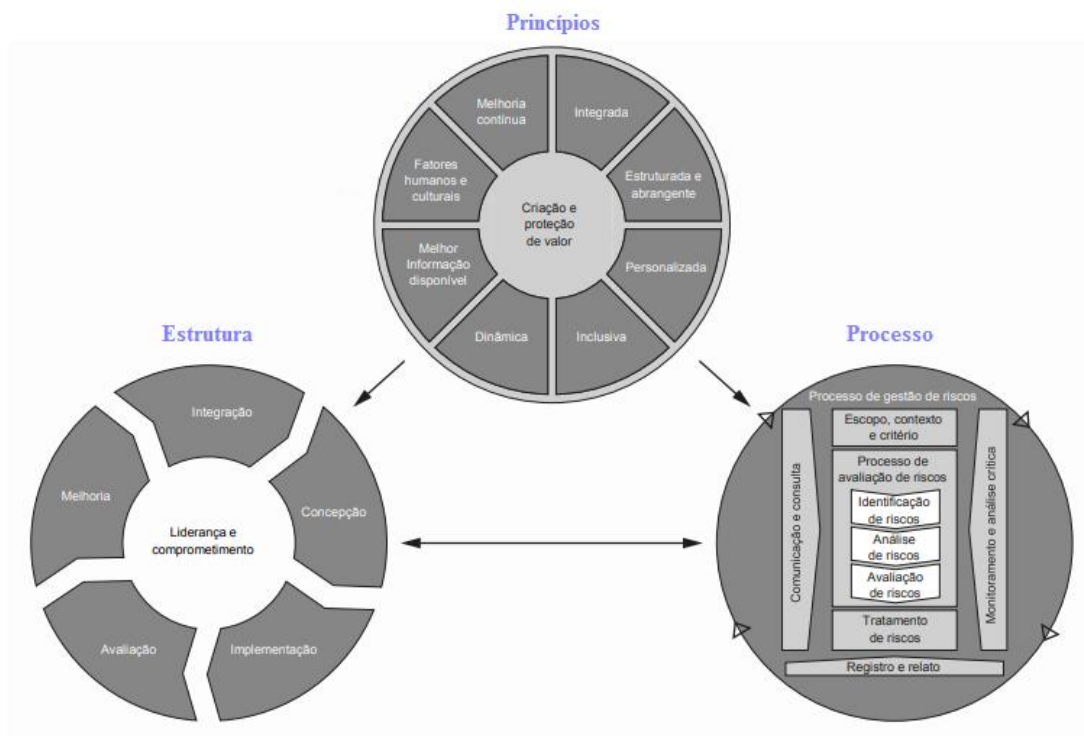 Princípios
Melhoria
contínua
Integrada
Fatores
humanos e
culturais
Estruturada e
abrangente
Criação e
proteção
de valor
Melhor
Informação
disponível
Personalizada
Dinâmica
Inclusiva
Estrutura
Integração
Melhoria
Concepção
Liderança e
comprometimento
Avaliação
Implementação
Processo
Processo de gestão de riscos
Escopo, contexto
e critério
Comunicação e consulta
Processo de
avaliação de riscos
Identificação
de riscos
Análise
de riscos
Avaliação
de riscos
Monitoramento e análise crítica
Tratamento
de riscos
Registro e relato